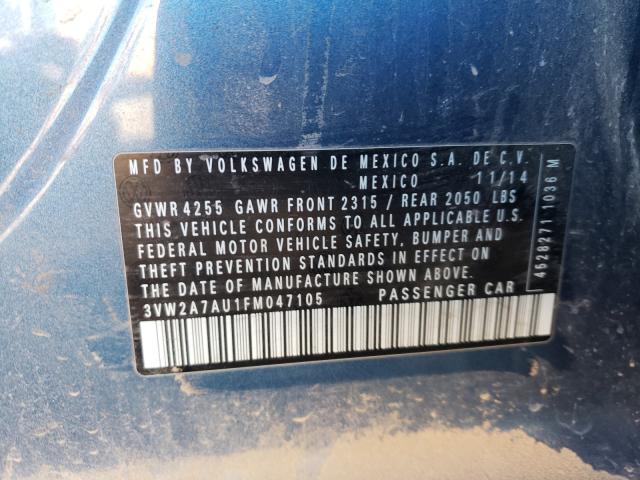 MFD BY VOLKSWAGEN DE MEXICO S.A. DE C.V.
MEXICO 11/14
GVWR 4255 GAWR FRONT 2315 / REAR 2050 LBS
THIS VEHICLE CONFORMS TO ALL APPLICABLE U.S.
FEDERAL MOTOR VEHICLE SAFETY, BUMPER AND
THEFT PREVENTION STANDARDS IN EFFECT ON
THE DATE OF MANUFACTURE SHOWN ABOVE.
3VW2A7AU1FM047105 PASSENGER CAR
4528271 1036 M